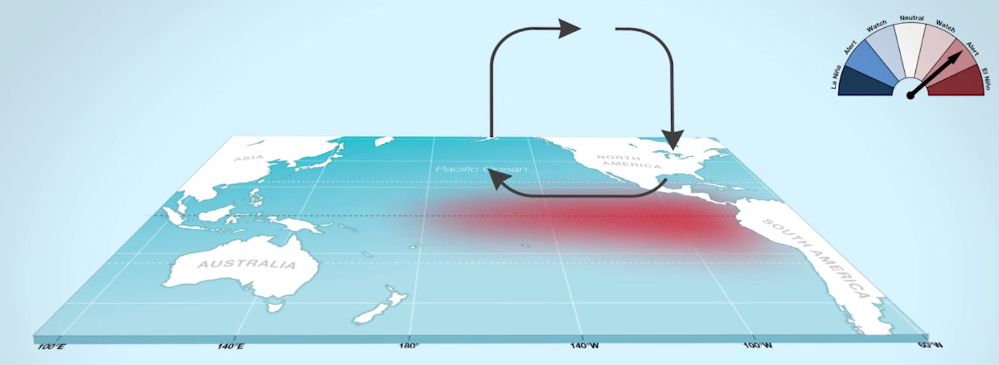 Neutral
Watch
Watch
Alert
Alert
La Niña
El Niño
ASIA
NORTH
AMERICA
Pacific Ocean
SOUTH AMERICA
AUSTRALIA
100°E
140°E
180°
140°W
100°W
60°W